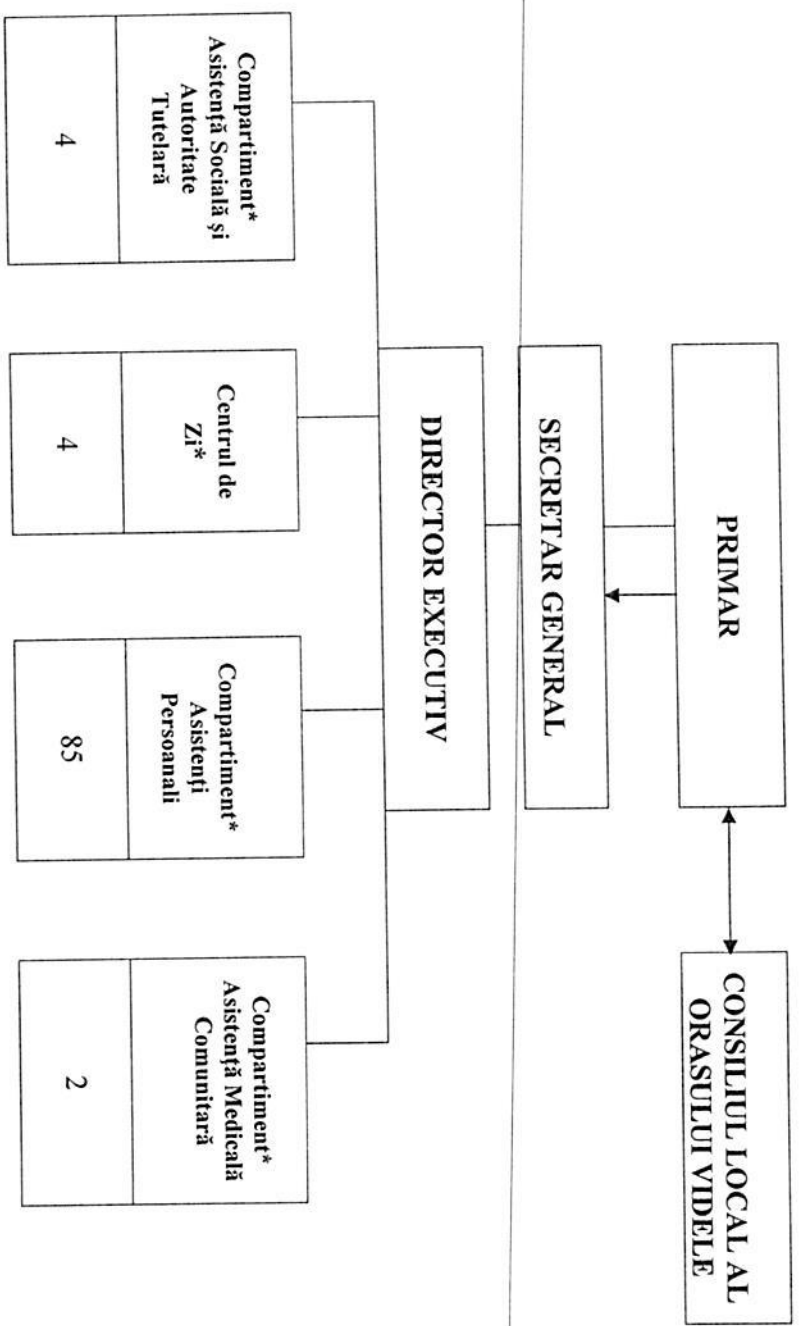 PRIMAR
CONSILIUL LOCAL AL
ORASULUI VIDELE
SECRETAR GENERAL
DIRECTOR EXECUTIV
Compartiment*
Asistență Socială și
Autoritate
Tutelară
4
Centrul de
Zi*
4
Compartiment*
Asistenți
Persoanali
85
Compartiment*
Asistență Medicală
Comunitară
2